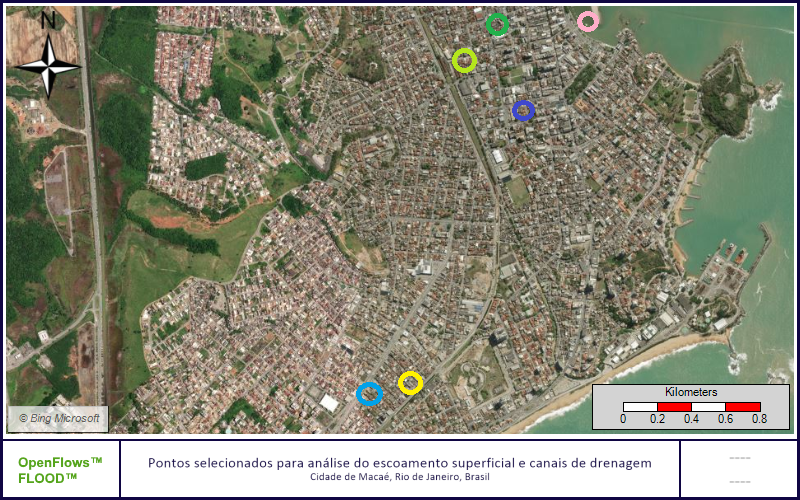 N
© Bing Microsoft
Kilometers
0 0.2 0.4 0.6 0.8
OpenFlows™
FLOOD™
Pontos selecionados para análise do escoamento superficial e canais de drenagem
Cidade de Macaé, Rio de Janeiro, Brasil
----
----